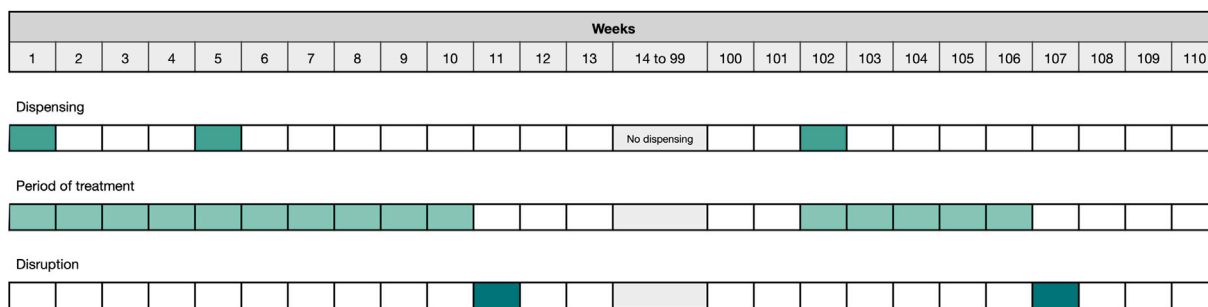 Weeks
1 2 3 4 5 6 7 8 9 10 11 12 13 14 to 99 100 101 102 103 104 105 106 107 108 109 110
Dispensing
No dispensing
Period of treatment
Disruption